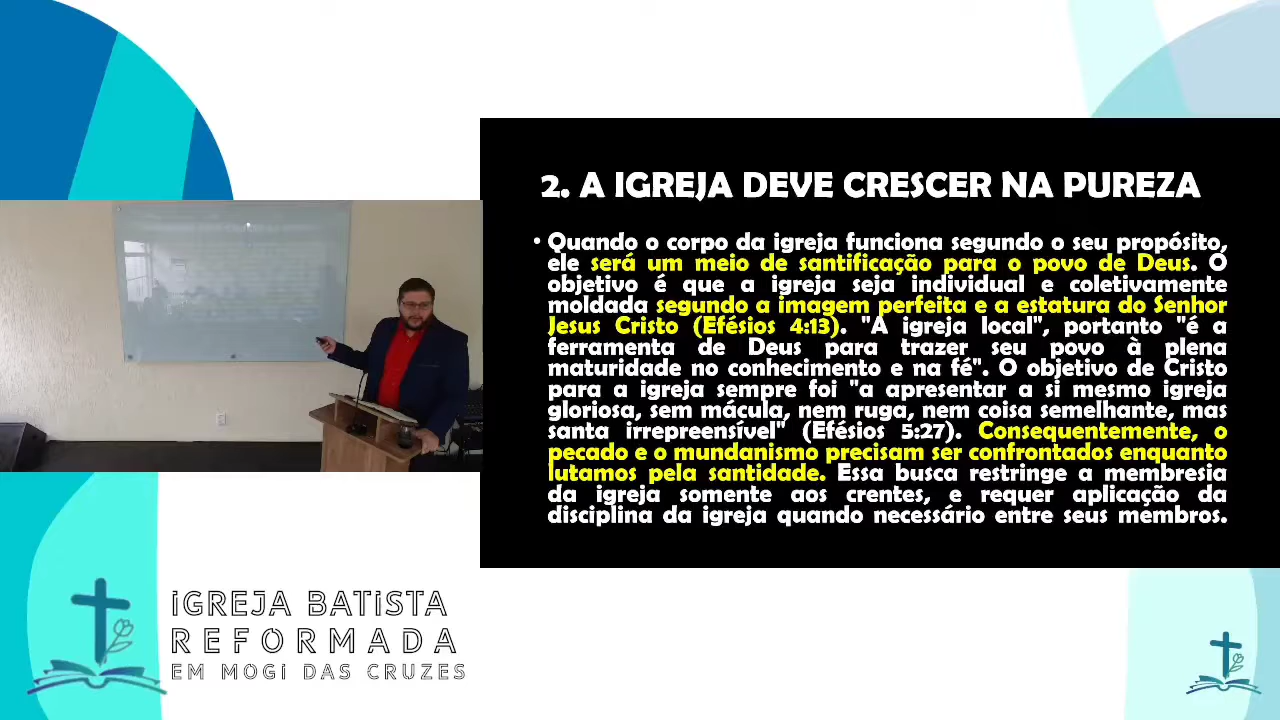 2. A IGREJA DEVE CRESCER NA PUREZA
• Quando o corpo da igreja funciona segundo o seu propósito,
ele será um meio de santificação para o povo de Deus. O
objetivo é que a igreja seja individual e coletivamente
moldada segundo a imagem perfeita e a estatura do Senhor
Jesus Cristo (Efésios 4:13). "A igreja local", portanto "é a
ferramenta de Deus para trazer seu povo à plena
maturidade no conhecimento e na fé". O objetivo de Cristo
para a igreja sempre foi "a apresentar a si mesmo igreja
gloriosa, sem mácula, nem ruga, nem coisa semelhante, mas
santa irrepreensível" (Efésios 5:27). Consequentemente, o
pecado e o mundanismo precisam ser confrontados enquanto
lutamos pela santidade. Essa busca restringe a membresia
da igreja somente aos crentes, e requer aplicação da
disciplina da igreja quando necessário entre seus membros.
iGREJA BATiSTA
REFORMADA
EM MOGi DAS CRUZES